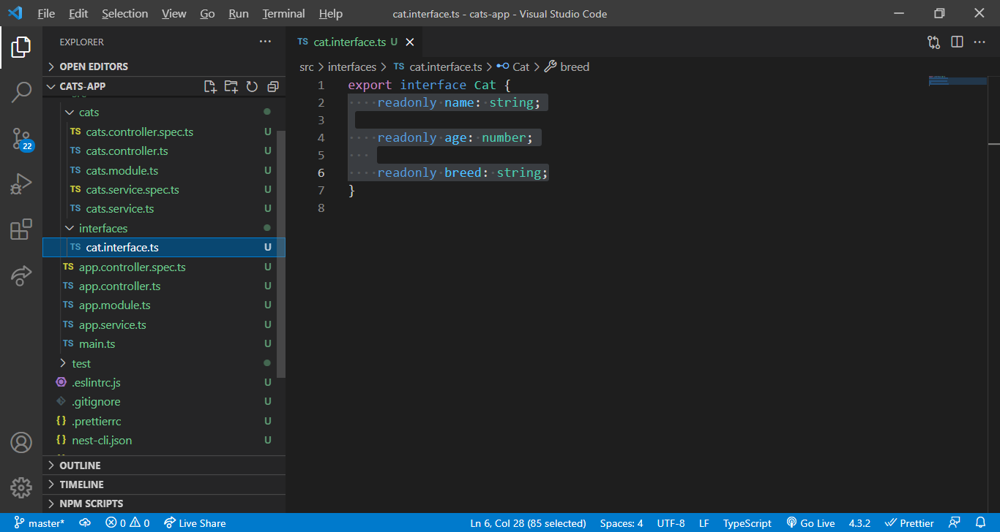 File Edit Selection View Go Run Terminal Help cat.interface.ts - cats-app - Visual Studio Code
EXPLORER
TS cat.interface.ts U
OPEN EDITORS
src > interfaces > TS cat.interface.ts > Cat > breed
CATS-APP
src
cats
TS cats.controller.spec.ts U
TS cats.controller.ts U
TS cats.module.ts U
TS cats.service.spec.ts U
TS cats.service.ts U
interfaces
TS cat.interface.ts U
TS app.controller.spec.ts U
TS app.controller.ts U
TS app.module.ts U
TS app.service.ts U
TS main.ts U
test
.eslintrc.js U
.gitignore U
{} .prettierrc U
{} nest-cli.json U
OUTLINE
TIMELINE
NPM SCRIPTS
22
1 export interface Cat {
2 ····readonly·name:·string;
3
4 ····readonly·age:·number;
5 ···
6 ····readonly·breed:·string;
7 }
8
master* 0 0 Live Share Ln 6, Col 28 (85 selected) Spaces: 4 UTF-8 LF TypeScript Go Live 4.3.2 Prettier